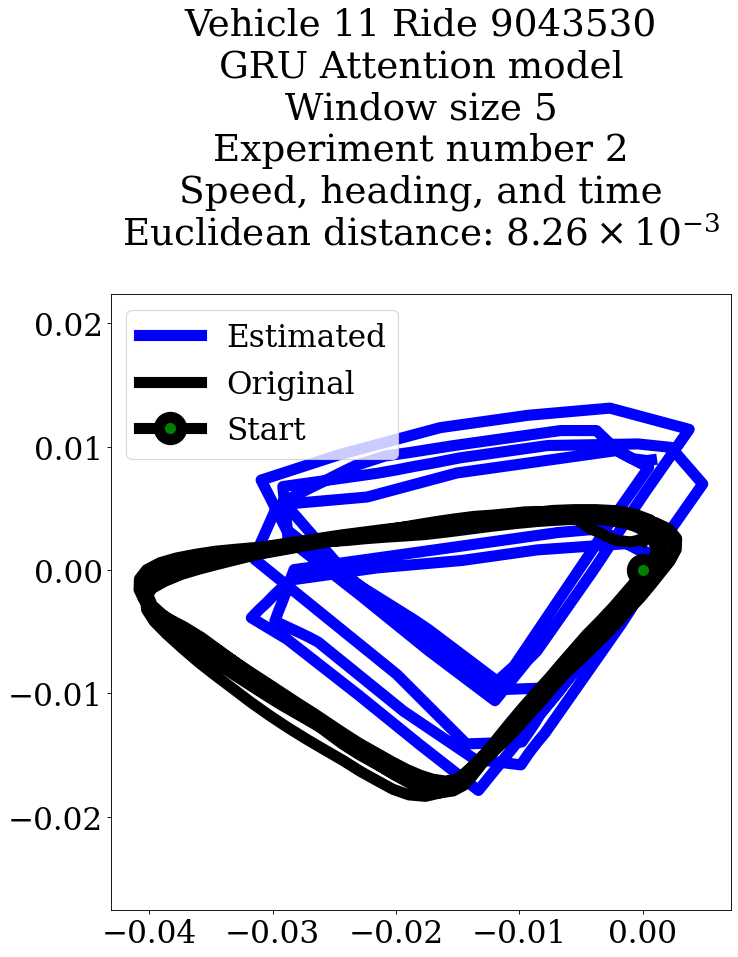 Vehicle 11 Ride 9043530
GRU Attention model
Window size 5
Experiment number 2
Speed, heading, and time
Euclidean distance: 8.26 × 10⁻³
Estimated
Original
Start
0.02
0.01
0.00
−0.01
−0.02
−0.04 −0.03 −0.02 −0.01 0.00